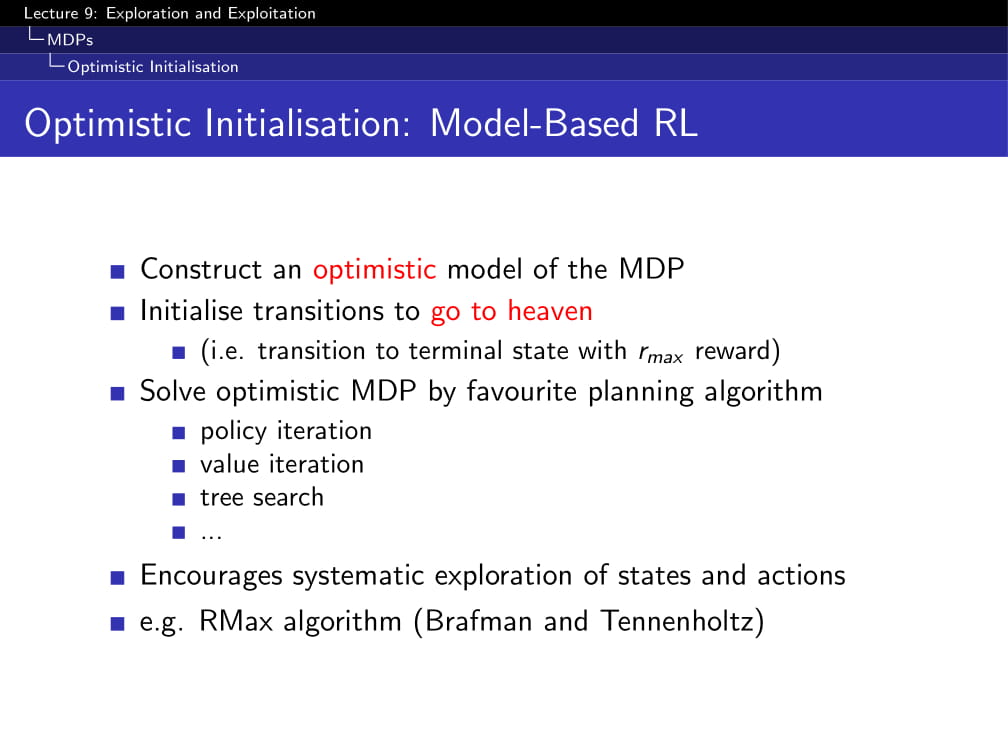 Lecture 9: Exploration and Exploitation
MDPs
Optimistic Initialisation
Optimistic Initialisation: Model-Based RL
Construct an optimistic model of the MDP
Initialise transitions to go to heaven
(i.e. transition to terminal state with r_max reward)
Solve optimistic MDP by favourite planning algorithm
policy iteration
value iteration
tree search
...
Encourages systematic exploration of states and actions
e.g. RMax algorithm (Brafman and Tennenholtz)